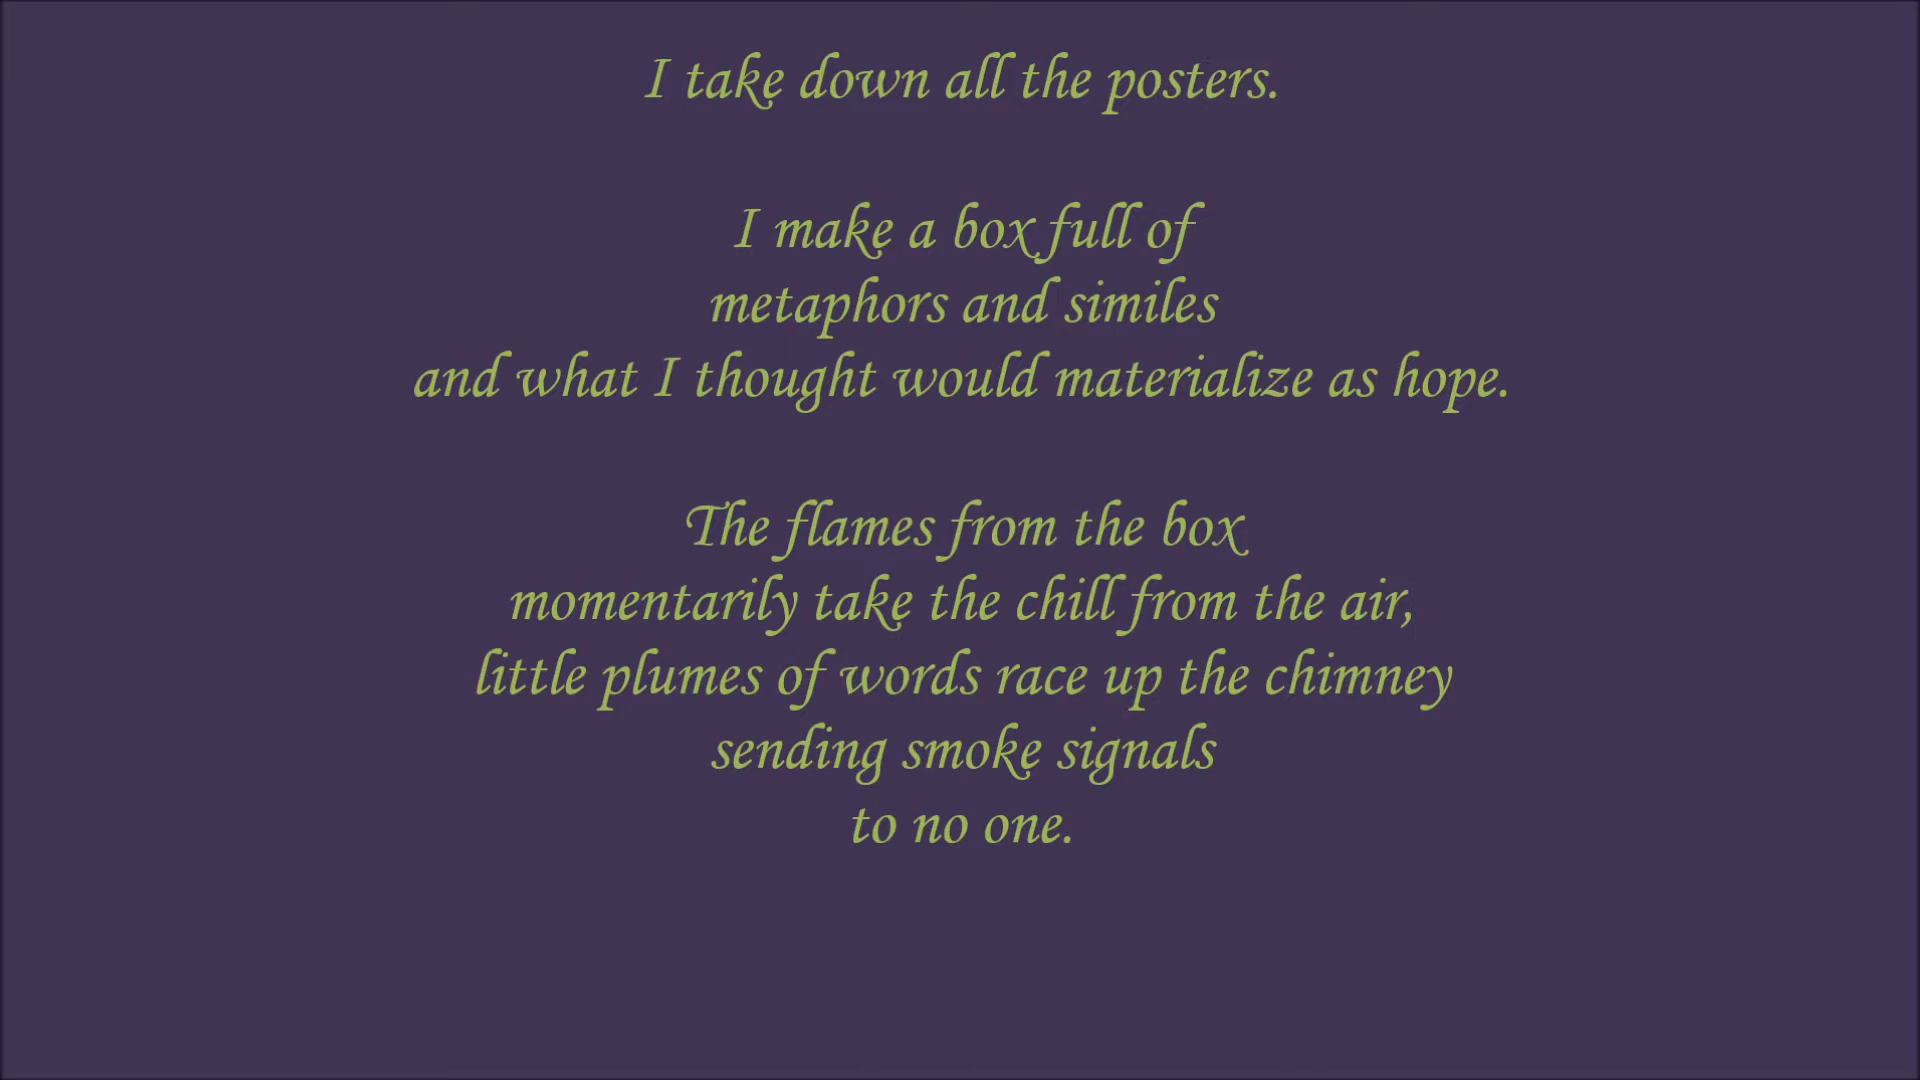 I take down all the posters.
I make a box full of
metaphors and similes
and what I thought would materialize as hope.
The flames from the box
momentarily take the chill from the air,
little plumes of words race up the chimney
sending smoke signals
to no one.